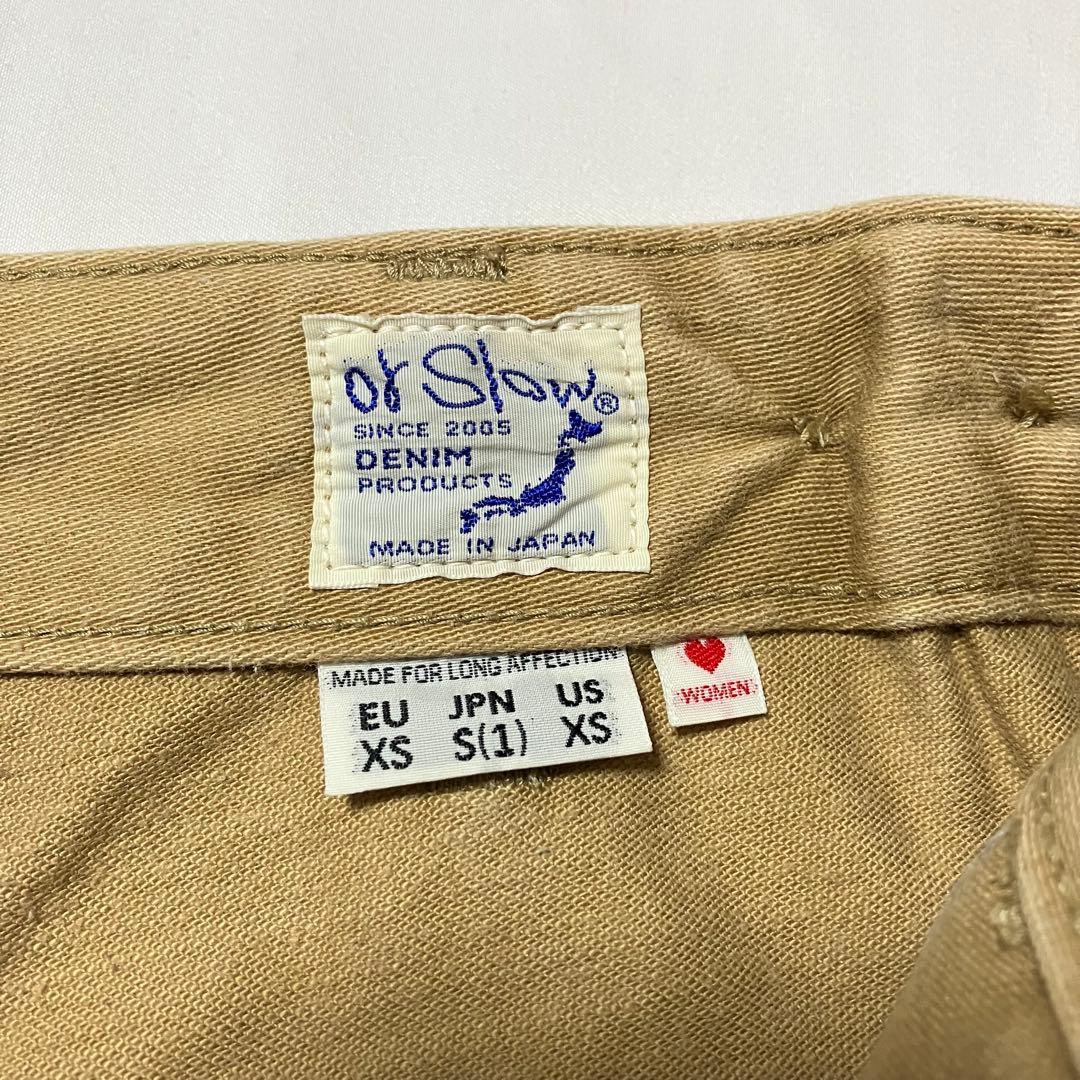 or Slow®
SINCE 2005
DENIM
PRODUCTS
MADE IN JAPAN
MADE FOR LONG AFFECTION
EU JPN US
XS S(1) XS
WOMEN